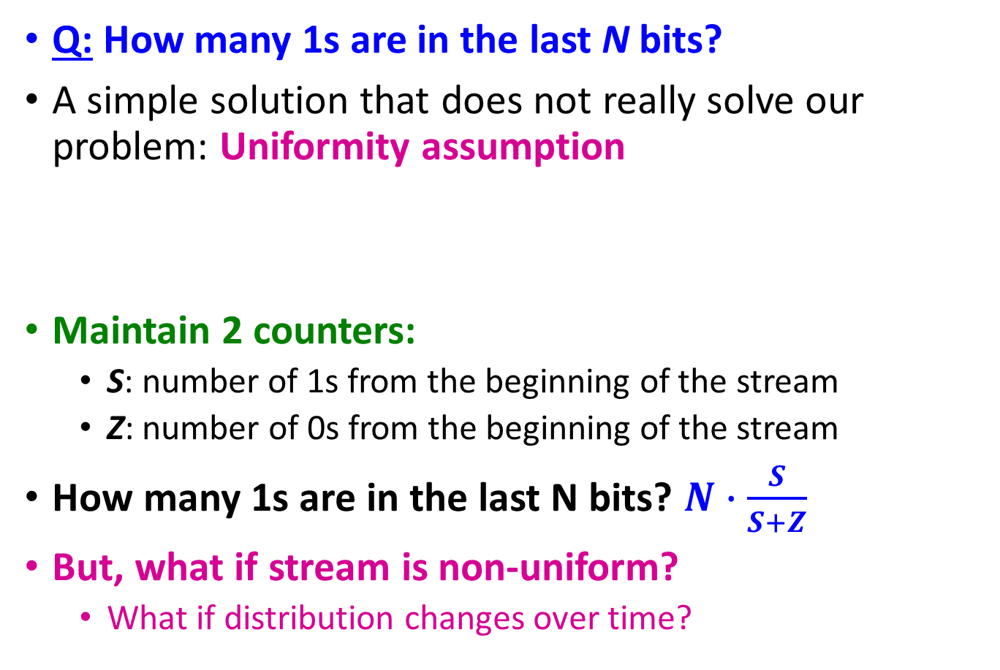 • Q: How many 1s are in the last N bits?
• A simple solution that does not really solve our
problem: Uniformity assumption
• Maintain 2 counters:
• S: number of 1s from the beginning of the stream
• Z: number of 0s from the beginning of the stream
• How many 1s are in the last N bits? N · S/(S+Z)
• But, what if stream is non-uniform?
• What if distribution changes over time?